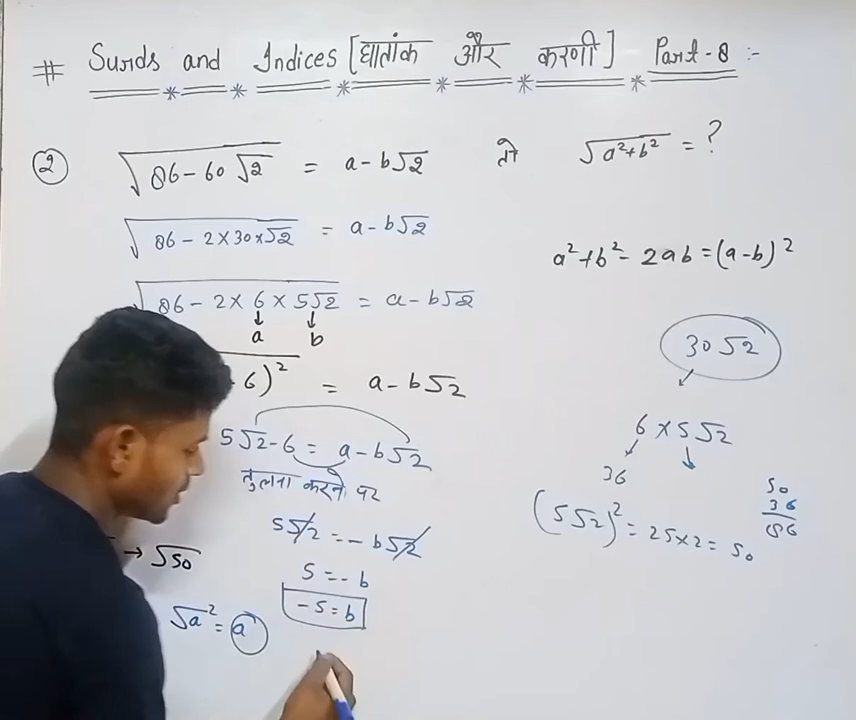 # Surds and Indices [घातांक और करणी] Part-8 :-
② √(86-60√2) = a-b√2 तो √(a²+b²) = ?
√(86-2×30×√2) = a-b√2
a²+b²-2ab=(a-b)²
√(86-2×6×5√2) = a-b√2
a b
30√2
6)² = a-b√2
6×5√2
5√2-6 = a-b√2
36
तुलना करने पर
(5√2)² = 25×2 = 50
50
36
86
5√2 = -b√2
→ √50
5 = -b
-5 = b
√a² = a